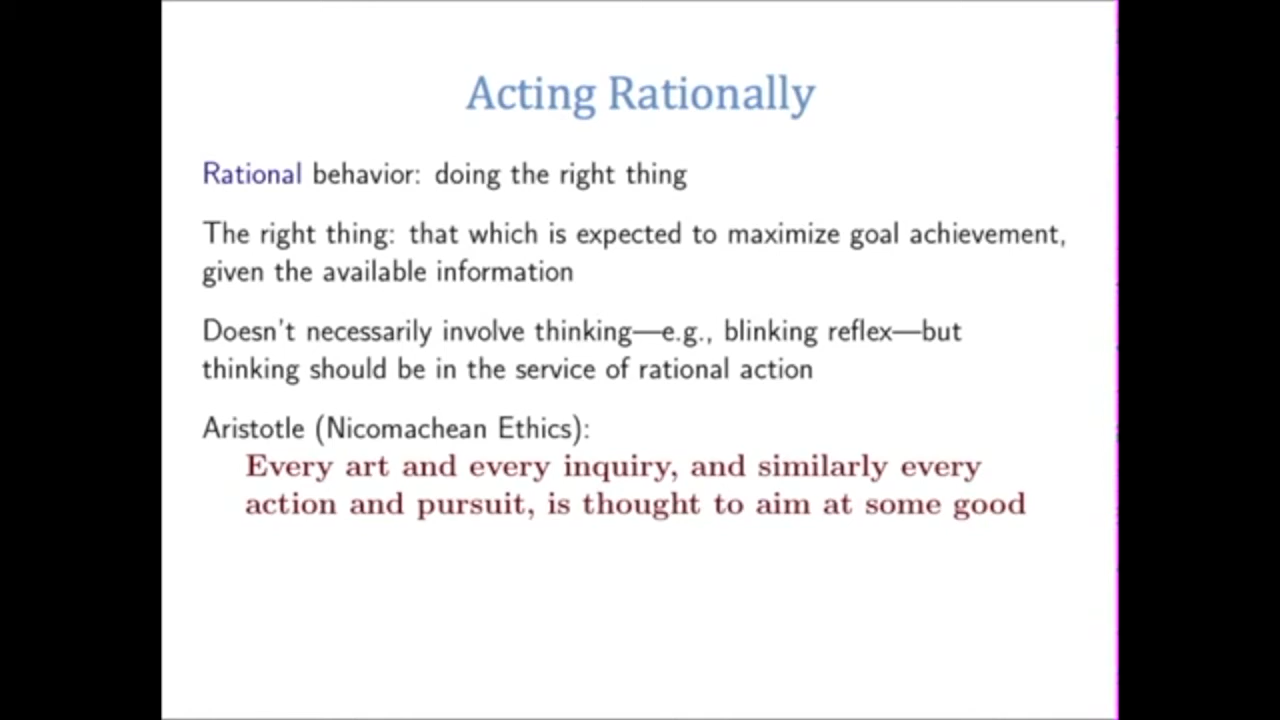 Acting Rationally
Rational behavior: doing the right thing
The right thing: that which is expected to maximize goal achievement,
given the available information
Doesn't necessarily involve thinking—e.g., blinking reflex—but
thinking should be in the service of rational action
Aristotle (Nicomachean Ethics):
Every art and every inquiry, and similarly every
action and pursuit, is thought to aim at some good